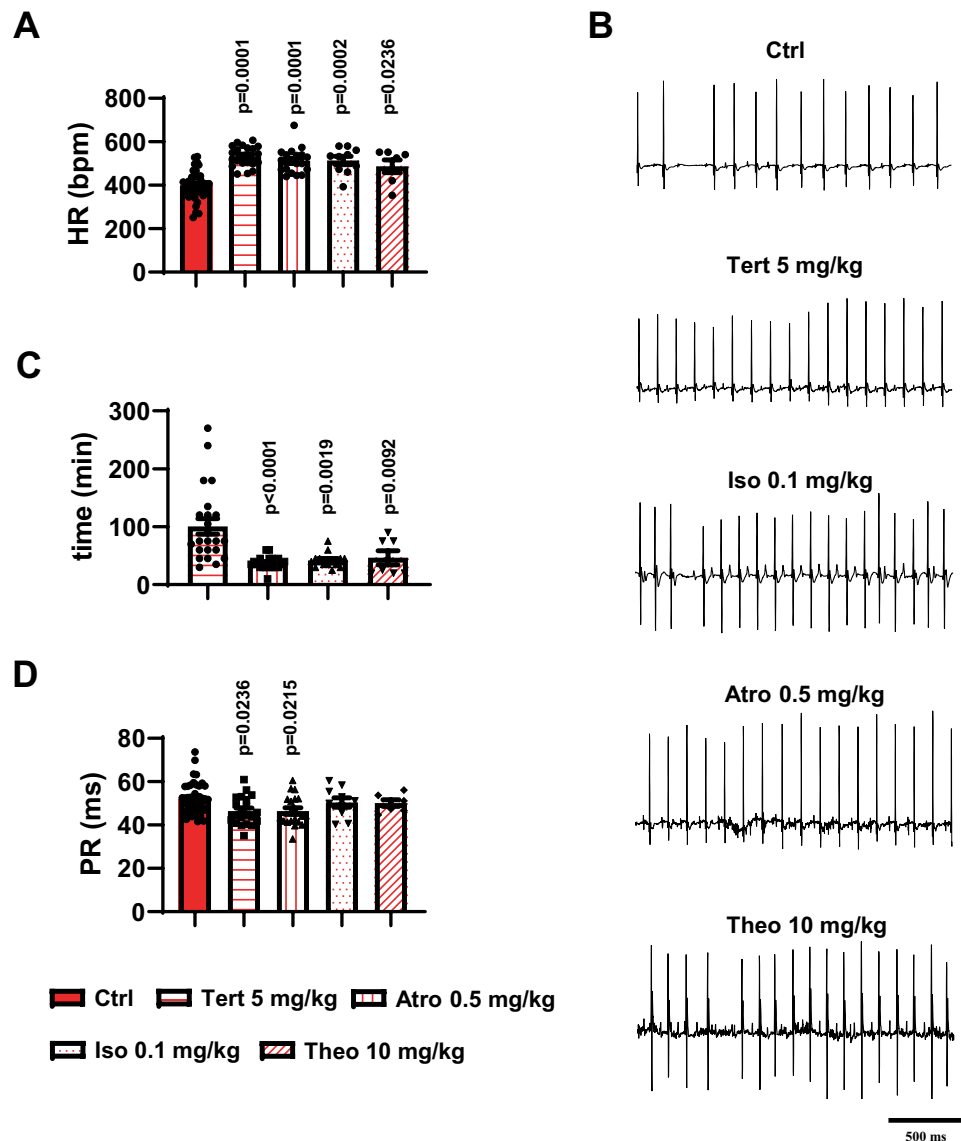 A
p=0.0001
p=0.0001
p=0.0002
p=0.0236
HR (bpm)
800
600
400
200
0
B
Ctrl
Tert 5 mg/kg
Iso 0.1 mg/kg
Atro 0.5 mg/kg
Theo 10 mg/kg
500 ms
C
p<0.0001
p=0.0019
p=0.0092
time (min)
300
200
100
0
D
p=0.0236
p=0.0215
PR (ms)
80
60
40
20
0
Ctrl Tert 5 mg/kg Atro 0.5 mg/kg
Iso 0.1 mg/kg Theo 10 mg/kg